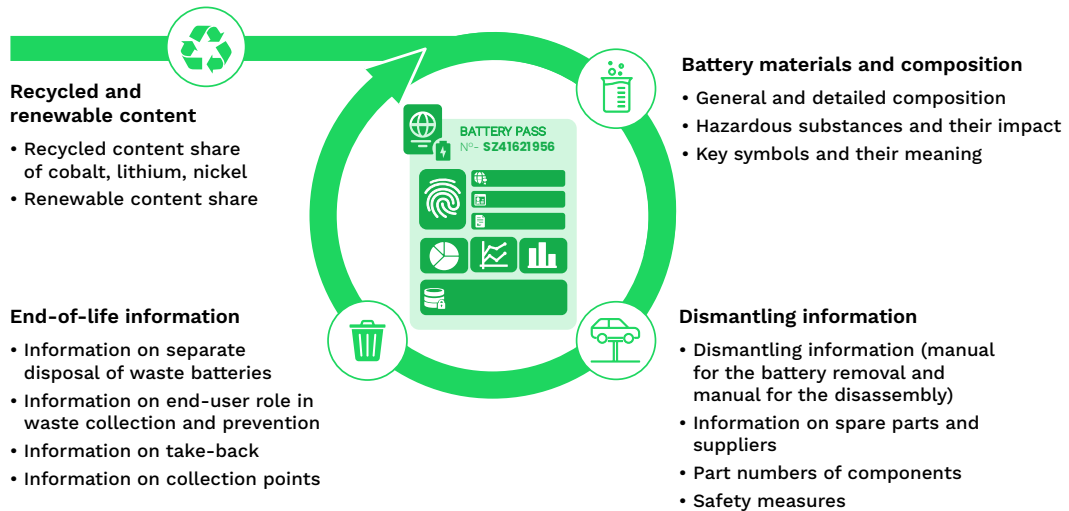 Recycled and
renewable content
• Recycled content share
of cobalt, lithium, nickel
• Renewable content share
BATTERY PASS
Nº- SZ41621956
Battery materials and composition
• General and detailed composition
• Hazardous substances and their impact
• Key symbols and their meaning
End-of-life information
• Information on separate
disposal of waste batteries
• Information on end-user role in
waste collection and prevention
• Information on take-back
• Information on collection points
Dismantling information
• Dismantling information (manual
for the battery removal and
manual for the disassembly)
• Information on spare parts and
suppliers
• Part numbers of components
• Safety measures